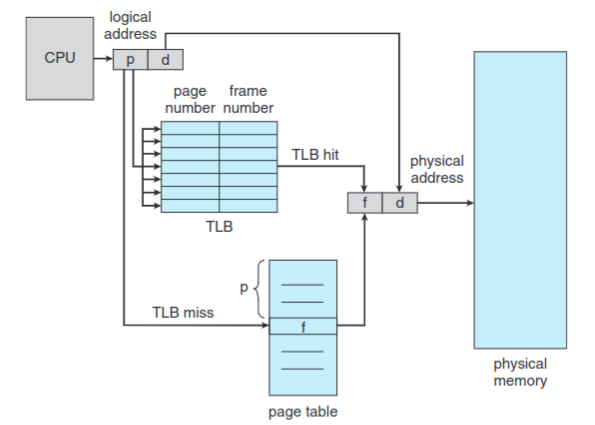 logical
address
CPU
p d
page frame
number number
TLB hit
TLB
physical
address
f d
p
TLB miss
f
page table
physical
memory